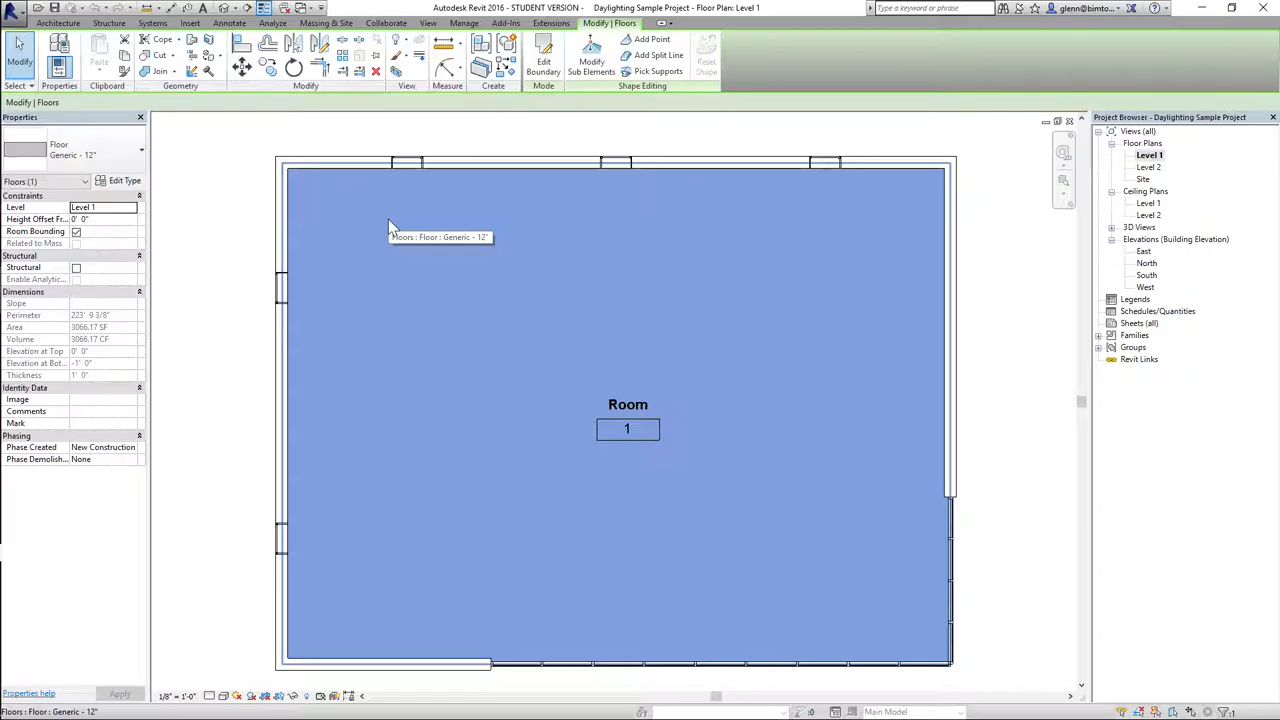 Autodesk Revit 2016 - STUDENT VERSION - Daylighting Sample Project - Floor Plan: Level 1
Type a keyword or phrase
glenn@bimto...
Architecture Structure Systems Insert Annotate Analyze Massing & Site Collaborate View Manage Add-Ins Extensions Modify | Floors
Modify
Paste
Cope
Cut
Join
Edit Boundary
Modify Sub Elements
Add Point
Add Split Line
Pick Supports
Reset Shape
Select Properties Clipboard Geometry Modify View Measure Create Mode Shape Editing
Modify | Floors
Properties
Floor
Generic - 12"
Floors (1)
Edit Type
Constraints
Level Level 1
Height Offset Fr... 0' 0"
Room Bounding
Related to Mass
Structural
Structural
Enable Analytic...
Dimensions
Slope
Perimeter 223' 9 3/8"
Area 3066.17 SF
Volume 3066.17 CF
Elevation at Top 0' 0"
Elevation at Bot... -1' 0"
Thickness 1' 0"
Identity Data
Image
Comments
Mark
Phasing
Phase Created New Construction
Phase Demolish... None
Properties help
Apply
Floors : Floor : Generic - 12"
Room
1
Project Browser - Daylighting Sample Project
Views (all)
Floor Plans
Level 1
Level 2
Site
Ceiling Plans
Level 1
Level 2
3D Views
Elevations (Building Elevation)
East
North
South
West
Legends
Schedules/Quantities
Sheets (all)
Families
Groups
Revit Links
1/8" = 1'-0"
Floors : Floor : Generic - 12"
:0
Main Model
:1